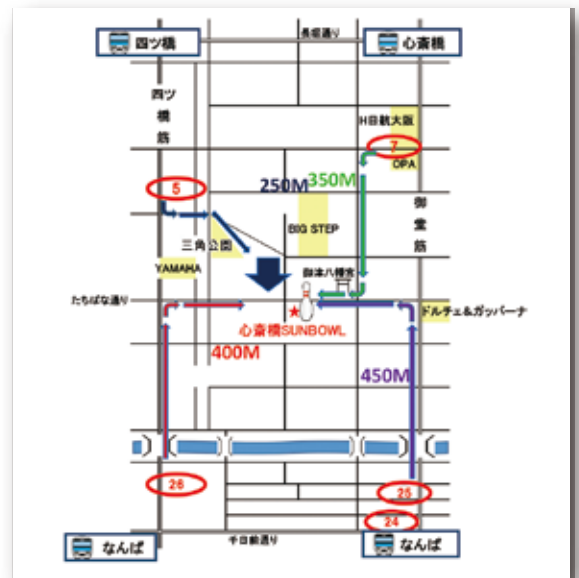 四ツ橋
長堀通り
心斎橋
四ツ橋筋
H日航大阪
7
OPA
5
250M
350M
御堂筋
BIG STEP
三角公園
YAMAHA
御津八幡宮
たちばな通り
ドルチェ&ガッバーナ
心斎橋SUNBOWL
400M
450M
26
25
24
なんば
千日前通り
なんば